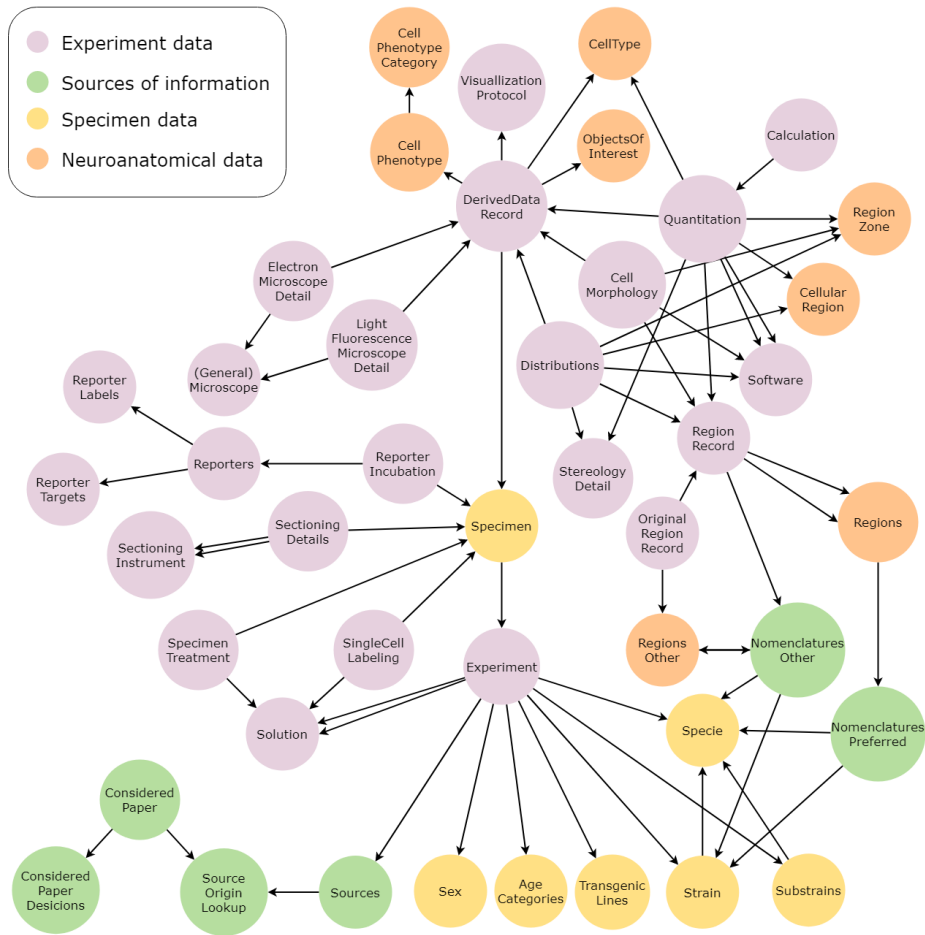 Experiment data
Sources of information
Specimen data
Neuroanatomical data
Cell
Phenotype
Category
CellType
Visuallization
Protocol
Calculation
Cell
Phenotype
ObjectsOf
Interest
DerivedData
Record
Quantitation
Region
Zone
Electron
Microscope
Detail
Cell
Morphology
Cellular
Region
Light
Fluorescence
Microscope
Detail
(General)
Microscope
Distributions
Software
Reporter
Labels
Region
Record
Reporters
Reporter
Incubation
Reporter
Targets
Stereology
Detail
Specimen
Regions
Sectioning
Details
Original
Region
Record
Sectioning
Instrument
Specimen
Treatment
SingleCell
Labeling
Experiment
Regions
Other
Nomenclatures
Other
Solution
Specie
Nomenclatures
Preferred
Considered
Paper
Considered
Paper
Desicions
Source
Origin
Lookup
Sources
Sex
Age
Categories
Transgenic
Lines
Strain
Substrains